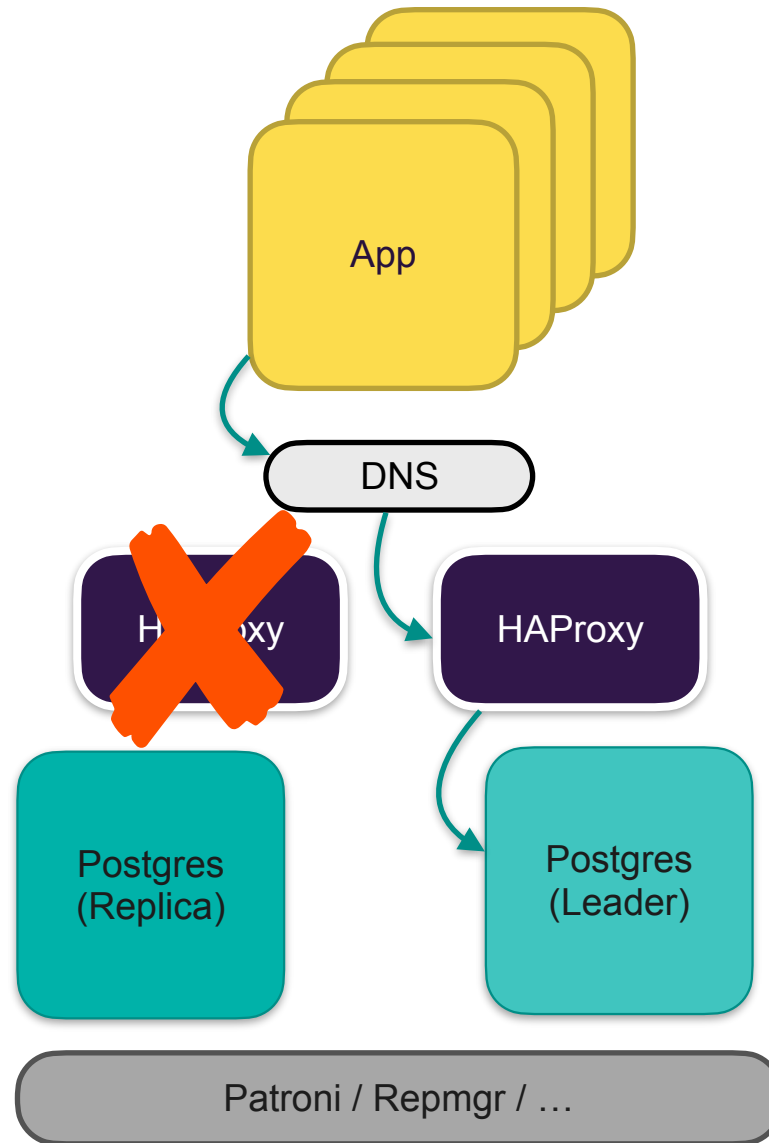 App
DNS
HAProxy
Postgres
(Replica)
Postgres
(Leader)
Patroni / Repmgr / …